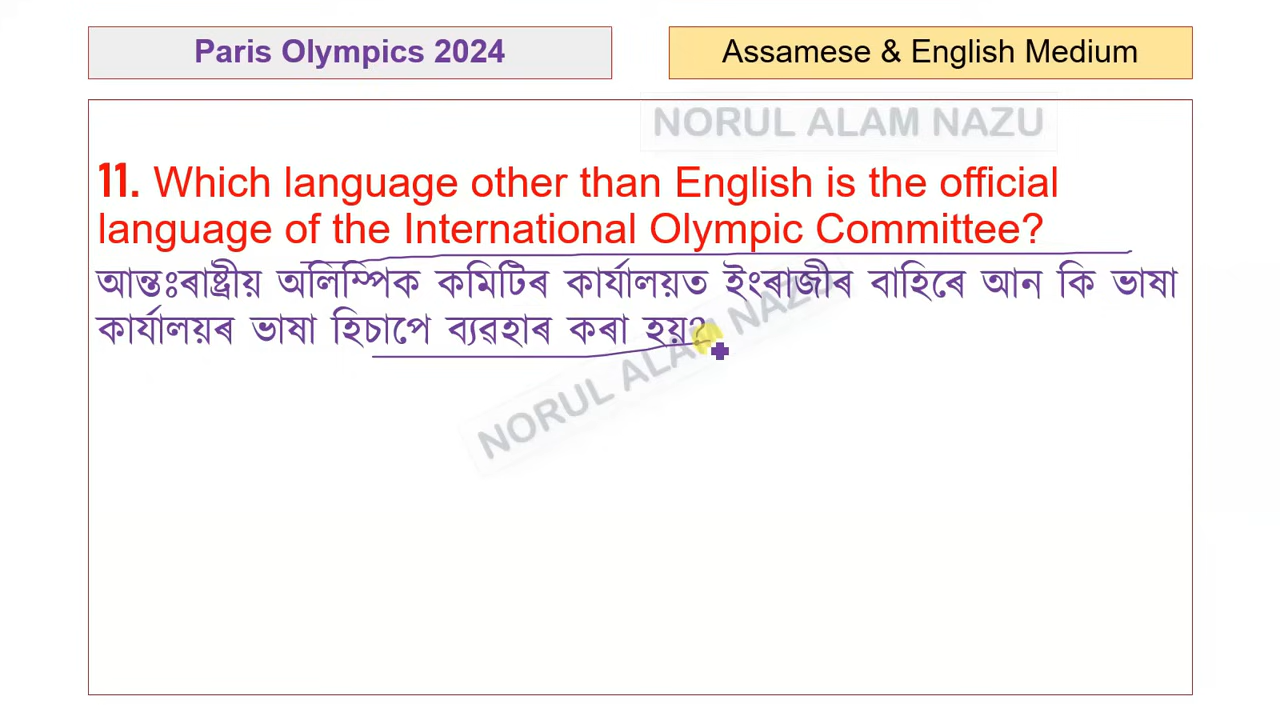 Paris Olympics 2024
Assamese & English Medium
NORUL ALAM NAZU
11. Which language other than English is the official
language of the International Olympic Committee?
আন্তঃৰাষ্ট্ৰীয় অলিম্পিক কমিটিৰ কাৰ্যালয়ত ইংৰাজীৰ বাহিৰে আন কি ভাষা
কাৰ্যালয়ৰ ভাষা হিচাপে ব্যৱহাৰ কৰা হয়?
NORUL ALAM NAZU